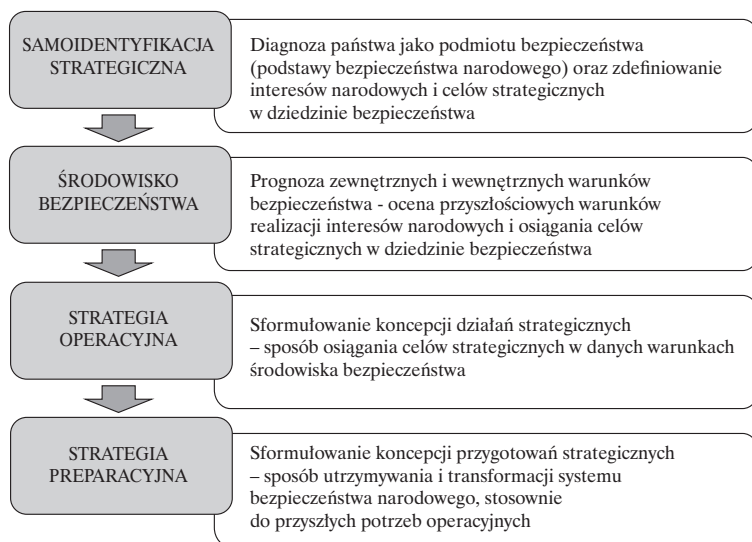 SAMOIDENTYFIKACJA
STRATEGICZNA
Diagnoza państwa jako podmiotu bezpieczeństwa
(podstawy bezpieczeństwa narodowego) oraz zdefiniowanie
interesów narodowych i celów strategicznych
w dziedzinie bezpieczeństwa
ŚRODOWISKO
BEZPIECZEŃSTWA
Prognoza zewnętrznych i wewnętrznych warunków
bezpieczeństwa - ocena przyszłościowych warunków
realizacji interesów narodowych i osiągania celów
strategicznych w dziedzinie bezpieczeństwa
STRATEGIA
OPERACYJNA
Sformułowanie koncepcji działań strategicznych
– sposób osiągania celów strategicznych w danych warunkach
środowiska bezpieczeństwa
STRATEGIA
PREPARACYJNA
Sformułowanie koncepcji przygotowań strategicznych
– sposób utrzymywania i transformacji systemu
bezpieczeństwa narodowego, stosownie
do przyszłych potrzeb operacyjnych